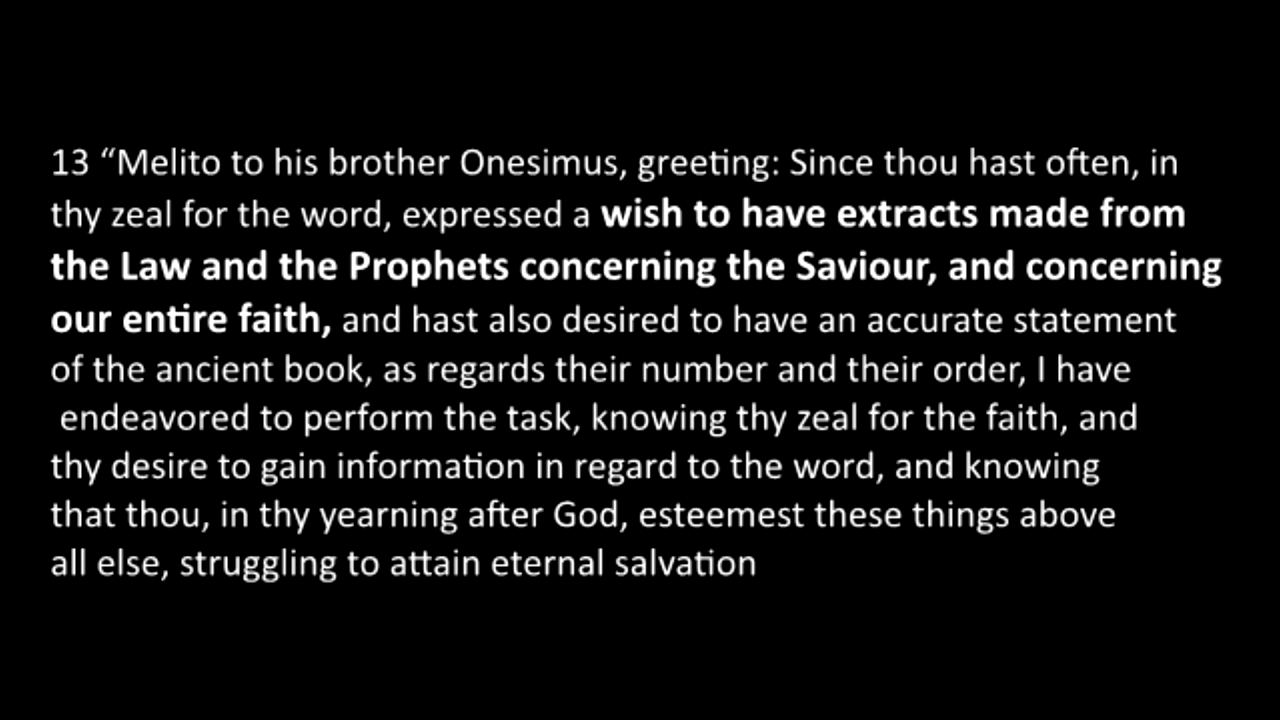 13 “Melito to his brother Onesimus, greeting: Since thou hast often, in
thy zeal for the word, expressed a wish to have extracts made from
the Law and the Prophets concerning the Saviour, and concerning
our entire faith, and hast also desired to have an accurate statement
of the ancient book, as regards their number and their order, I have
endeavored to perform the task, knowing thy zeal for the faith, and
thy desire to gain information in regard to the word, and knowing
that thou, in thy yearning after God, esteemest these things above
all else, struggling to attain eternal salvation